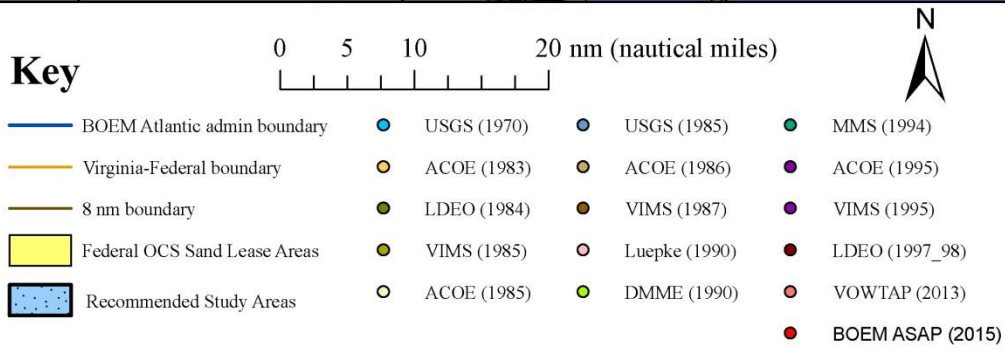 N
0 5 10 20 nm (nautical miles)
Key
BOEM Atlantic admin boundary USGS (1970) USGS (1985) MMS (1994)
Virginia-Federal boundary ACOE (1983) ACOE (1986) ACOE (1995)
8 nm boundary LDEO (1984) VIMS (1987) VIMS (1995)
Federal OCS Sand Lease Areas VIMS (1985) Luepke (1990) LDEO (1997_98)
Recommended Study Areas ACOE (1985) DMME (1990) VOWTAP (2013)
BOEM ASAP (2015)